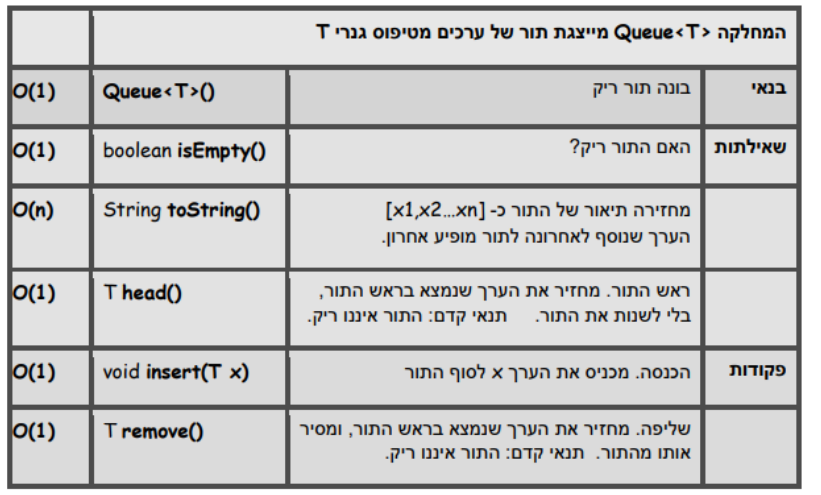 המחלקה Queue<T> מייצגת תור של ערכים מטיפוס גנרי T
בנאי בונה תור ריק Queue<T>() O(1)
שאילתות האם התור ריק? boolean isEmpty() O(1)
מחזירה תיאור של התור כ- [x1,x2...xn] String toString() O(n)
הערך שנוסף לאחרונה לתור מופיע אחרון.
ראש התור. מחזיר את הערך שנמצא בראש התור, T head() O(1)
בלי לשנות את התור. תנאי קדם: התור איננו ריק.
פקודות הכנסה. מכניס את הערך x לסוף התור void insert(T x) O(1)
שליפה. מחזיר את הערך שנמצא בראש התור, ומסיר T remove() O(1)
אותו מהתור. תנאי קדם: התור איננו ריק.